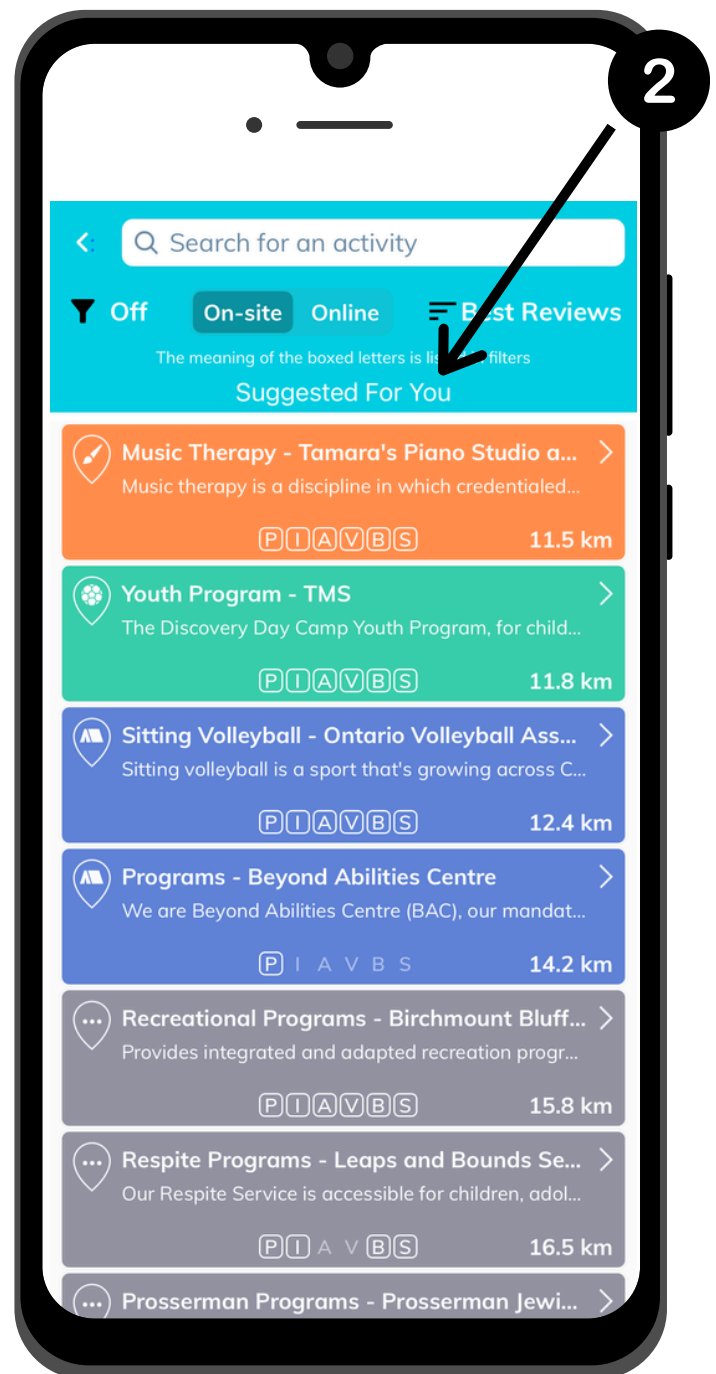 2
Search for an activity
Off On-site Online Best Reviews
The meaning of the boxed letters is listed in filters
Suggested For You
Music Therapy - Tamara's Piano Studio a...
Music therapy is a discipline in which credentialed...
P I A V B S 11.5 km
Youth Program - TMS
The Discovery Day Camp Youth Program, for child...
P I A V B S 11.8 km
Sitting Volleyball - Ontario Volleyball Ass...
Sitting volleyball is a sport that's growing across C...
P I A V B S 12.4 km
Programs - Beyond Abilities Centre
We are Beyond Abilities Centre (BAC), our mandat...
P I A V B S 14.2 km
Recreational Programs - Birchmount Bluff...
Provides integrated and adapted recreation progr...
P I A V B S 15.8 km
Respite Programs - Leaps and Bounds Se...
Our Respite Service is accessible for children, adol...
P I A V B S 16.5 km
Prosserman Programs - Prosserman Jewi...